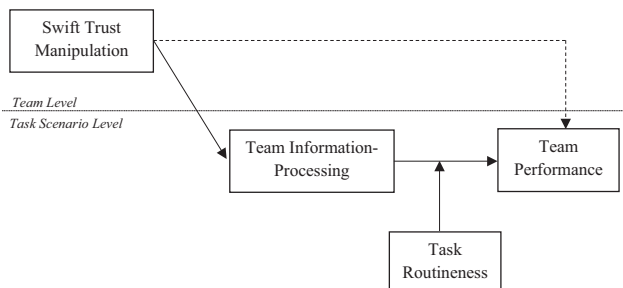 Swift Trust
Manipulation
Team Level
Task Scenario Level
Team Information-
Processing
Team
Performance
Task
Routineness